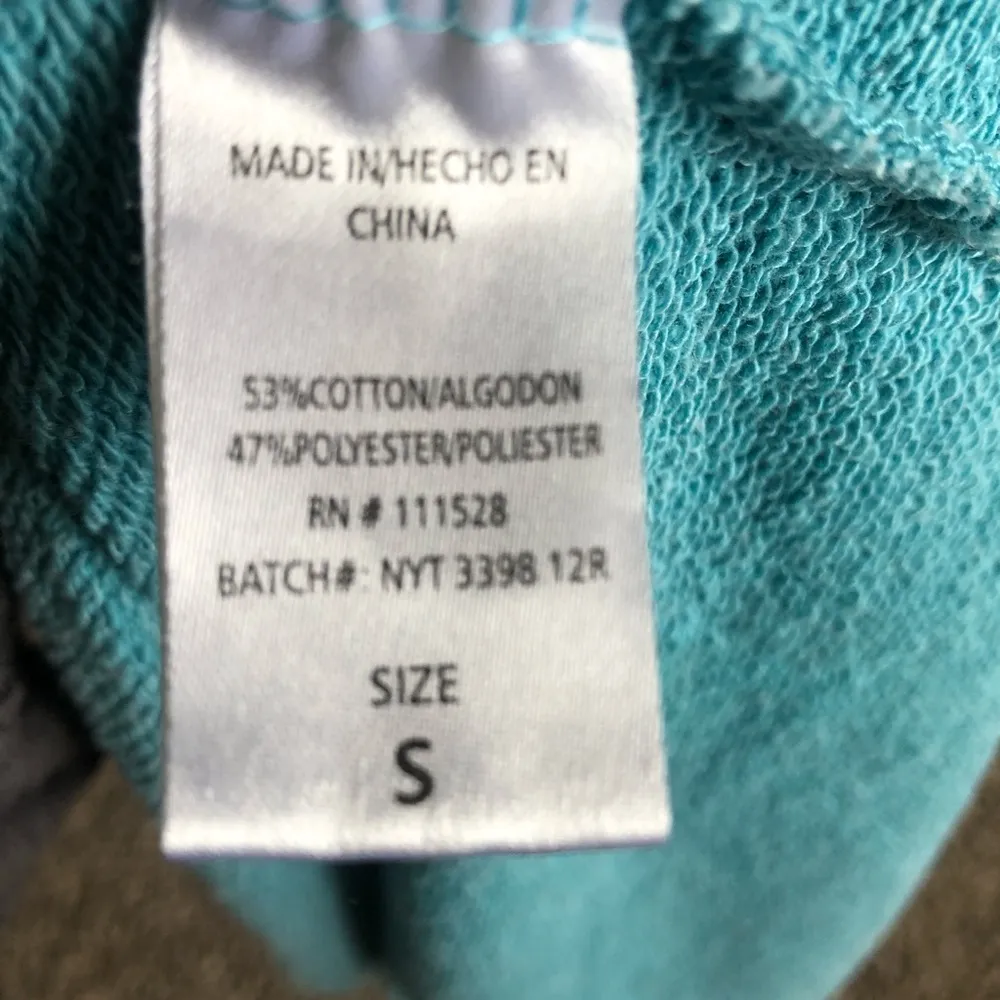 MADE IN/HECHO EN
CHINA
53%COTTON/ALGODON
47%POLYESTER/POLIESTER
RN # 111528
BATCH#: NYT 3398 12R
SIZE
S